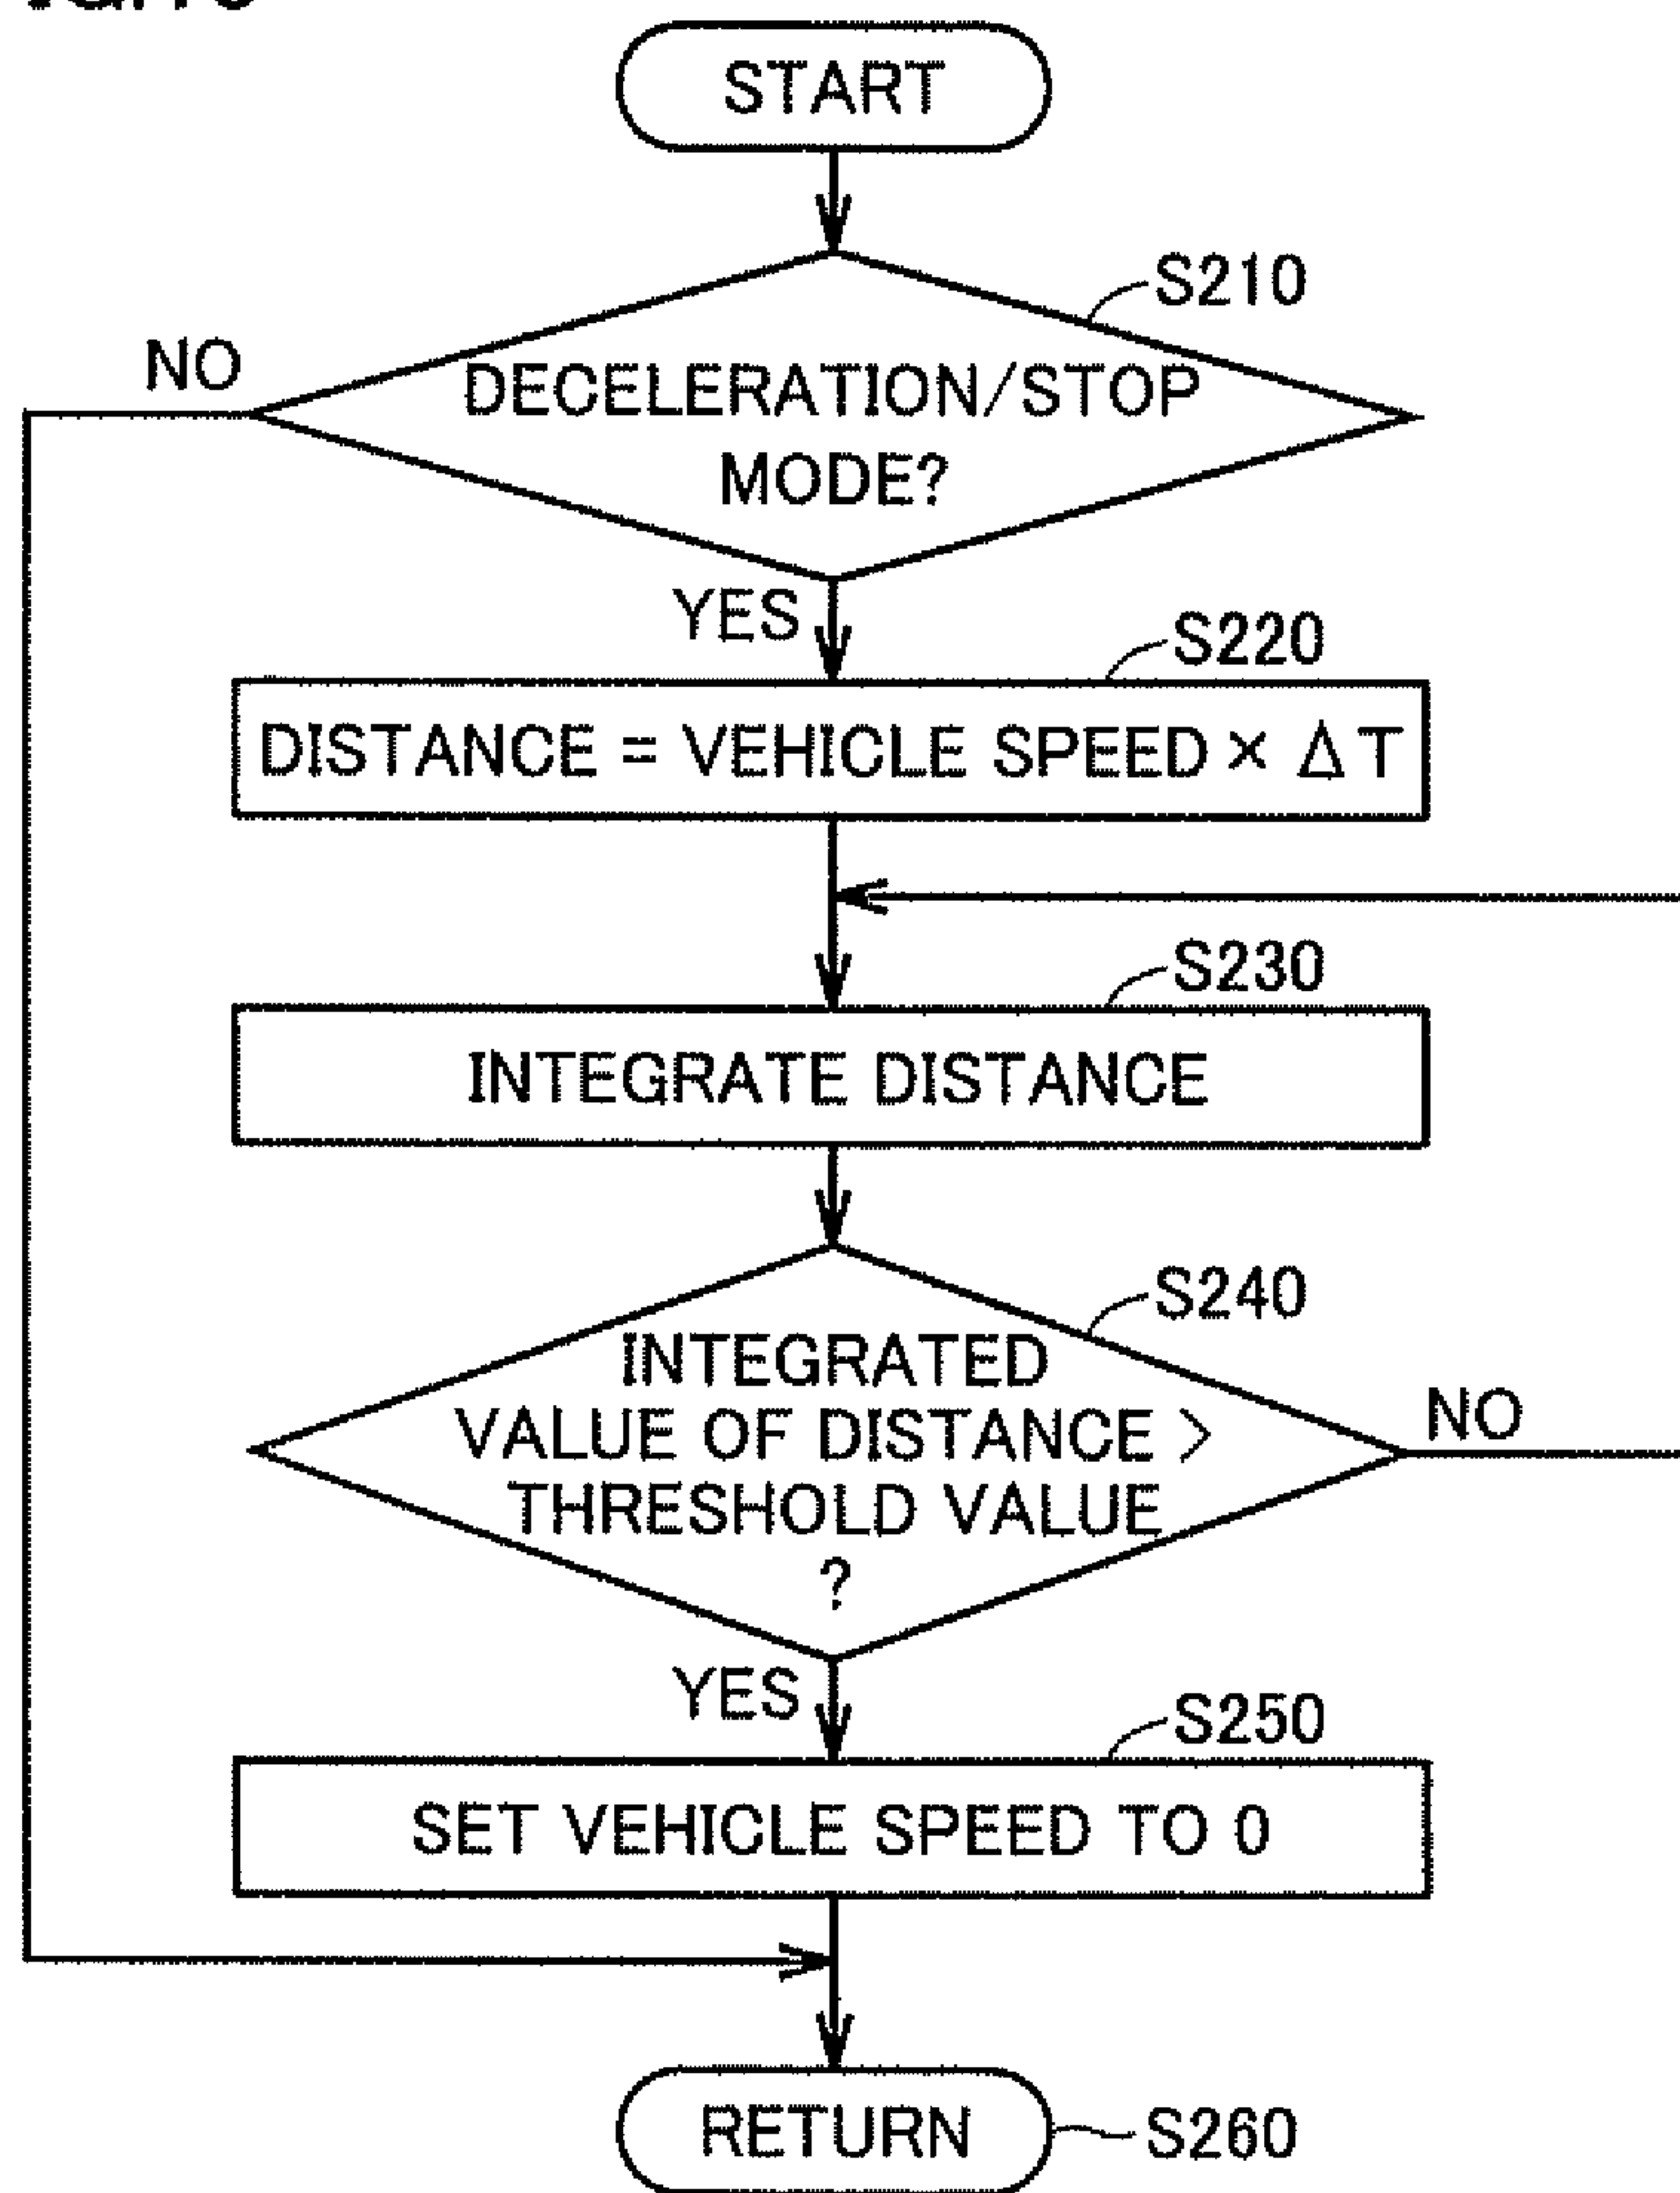 START
S210
NO
DECELERATION/STOP
MODE?
YES
S220
DISTANCE = VEHICLE SPEED × Δ T
S230
INTEGRATE DISTANCE
S240
INTEGRATED
VALUE OF DISTANCE >
THRESHOLD VALUE
?
NO
YES
S250
SET VEHICLE SPEED TO 0
RETURN
S260